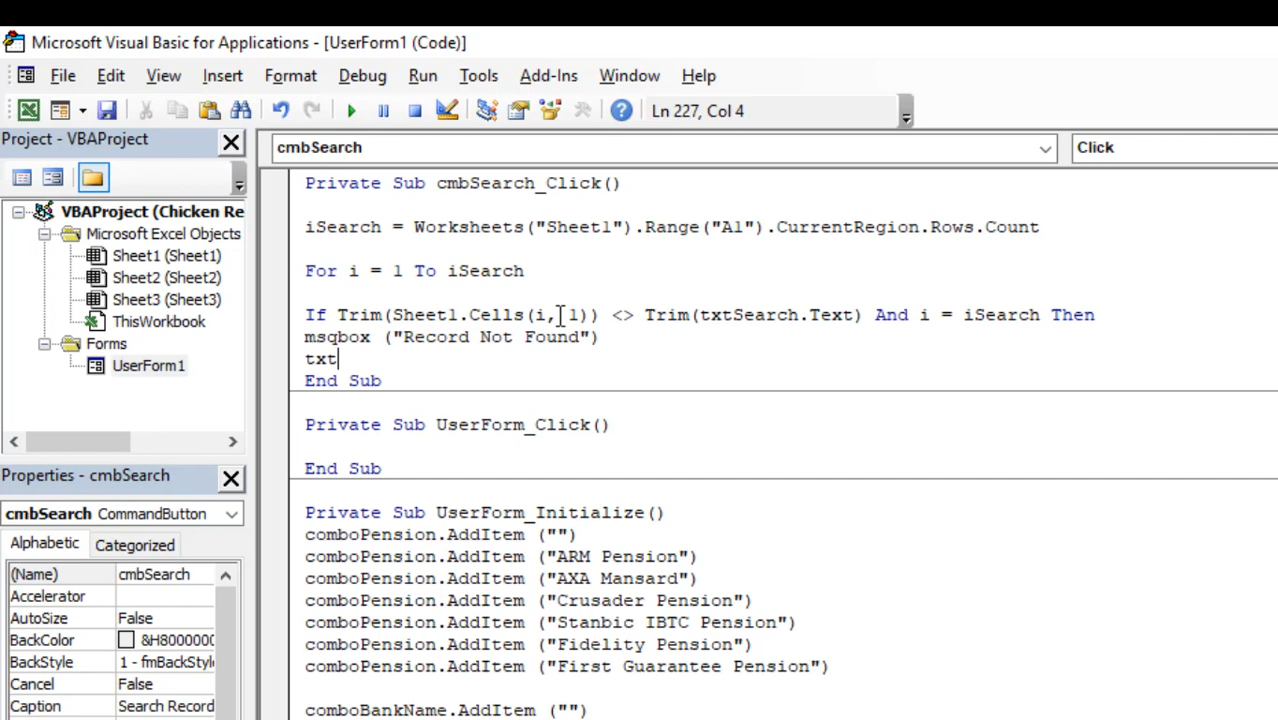 Microsoft Visual Basic for Applications - [UserForm1 (Code)]
File Edit View Insert Format Debug Run Tools Add-Ins Window Help
Ln 227, Col 4
Project - VBAProject
cmbSearch
Click
VBAProject (Chicken Re
Microsoft Excel Objects
Sheet1 (Sheet1)
Sheet2 (Sheet2)
Sheet3 (Sheet3)
ThisWorkbook
Forms
UserForm1
Properties - cmbSearch
cmbSearch CommandButton
Alphabetic Categorized
(Name) cmbSearch
Accelerator
AutoSize False
BackColor &H8000000
BackStyle 1 - fmBackStyl
Cancel False
Caption Search Record
Private Sub cmbSearch_Click()
iSearch = Worksheets("Sheet1").Range("A1").CurrentRegion.Rows.Count
For i = 1 To iSearch
If Trim(Sheet1.Cells(i, 1)) <> Trim(txtSearch.Text) And i = iSearch Then
msqbox ("Record Not Found")
txt
End Sub
Private Sub UserForm_Click()
End Sub
Private Sub UserForm_Initialize()
comboPension.AddItem ("")
comboPension.AddItem ("ARM Pension")
comboPension.AddItem ("AXA Mansard")
comboPension.AddItem ("Crusader Pension")
comboPension.AddItem ("Stanbic IBTC Pension")
comboPension.AddItem ("Fidelity Pension")
comboPension.AddItem ("First Guarantee Pension")
comboBankName.AddItem ("")